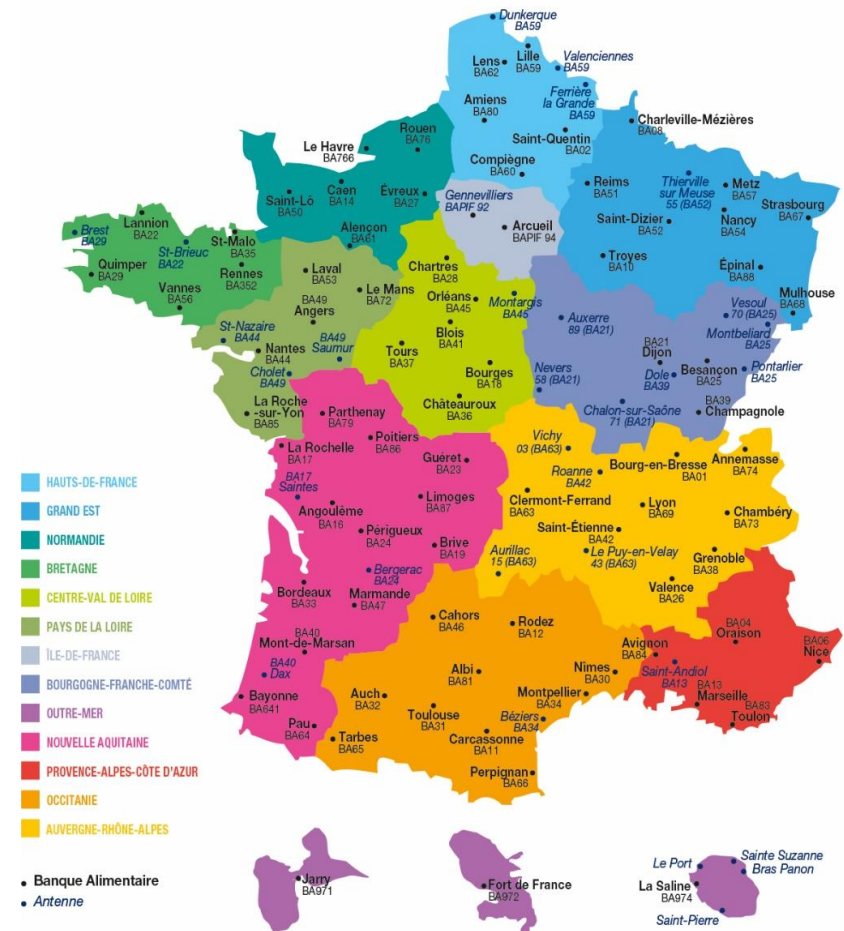 Dunkerque
BA59
Lille
BA59
Lens
BA62
Valenciennes
BA59
Ferrière
la Grande
BA59
Amiens
BA80
Saint-Quentin
BA02
Compiègne
BA60
Charleville-Mézières
BA08
Rouen
BA76
Le Havre
BA766
Caen
BA14
Saint-Lô
BA50
Évreux
BA27
Alençon
BA61
Gennevilliers
BAPIF 92
Arcueil
BAPIF 94
Reims
BA51
Thierville
sur Meuse
55 (BA52)
Metz
BA57
Strasbourg
BA67
Saint-Dizier
BA52
Nancy
BA54
Troyes
BA10
Épinal
BA88
Mulhouse
BA68
Brest
BA29
Lannion
BA22
St-Brieuc
BA22
St-Malo
BA35
Quimper
BA29
Rennes
BA352
Vannes
BA56
Laval
BA53
Le Mans
BA72
BA49
Angers
St-Nazaire
BA44
Nantes
BA44
BA49
Saumur
Cholet
BA49
La Roche
-sur-Yon
BA85
Chartres
BA28
Orléans
BA45
Montargis
BA45
Blois
BA41
Tours
BA37
Bourges
BA18
Châteauroux
BA36
Auxerre
89 (BA21)
Vesoul
70 (BA25)
Montbeliard
BA25
BA21
Dijon
Besançon
BA25
Pontarlier
BA25
Dole
BA39
Nevers
58 (BA21)
Chalon-sur-Saône
71 (BA21)
BA39
Champagnole
Parthenay
BA79
Poitiers
BA86
La Rochelle
BA17
BA17
Saintes
Guéret
BA23
Angoulême
BA16
Limoges
BA87
Périgueux
BA24
Brive
BA19
Bergerac
BA24
Bordeaux
BA33
Marmande
BA47
BA40
Mont-de-Marsan
BA40
Dax
Bayonne
BA641
Pau
BA64
Vichy
03 (BA63)
Roanne
BA42
Bourg-en-Bresse
BA01
Annemasse
BA74
Clermont-Ferrand
BA63
Lyon
BA69
Chambéry
BA73
Saint-Étienne
BA42
Aurillac
15 (BA63)
Le Puy-en-Velay
43 (BA63)
Grenoble
BA38
Valence
BA26
Cahors
BA46
Rodez
BA12
Albi
BA81
Nîmes
BA30
Auch
BA32
Toulouse
BA31
Montpellier
BA34
Béziers
BA34
Tarbes
BA65
Carcassonne
BA11
Perpignan
BA66
Avignon
BA84
BA04
Oraison
BA06
Nice
Saint-Andiol
BA13
BA13
Marseille
BA83
Toulon
HAUTS-DE-FRANCE
GRAND EST
NORMANDIE
BRETAGNE
CENTRE-VAL DE LOIRE
PAYS DE LA LOIRE
ÎLE-DE-FRANCE
BOURGOGNE-FRANCHE-COMTÉ
OUTRE-MER
NOUVELLE AQUITAINE
PROVENCE-ALPES-CÔTE D'AZUR
OCCITANIE
AUVERGNE-RHÔNE-ALPES
Banque Alimentaire
Antenne
Jarry
BA971
Fort de France
BA972
Le Port
Sainte Suzanne
Bras Panon
La Saline
BA974
Saint-Pierre